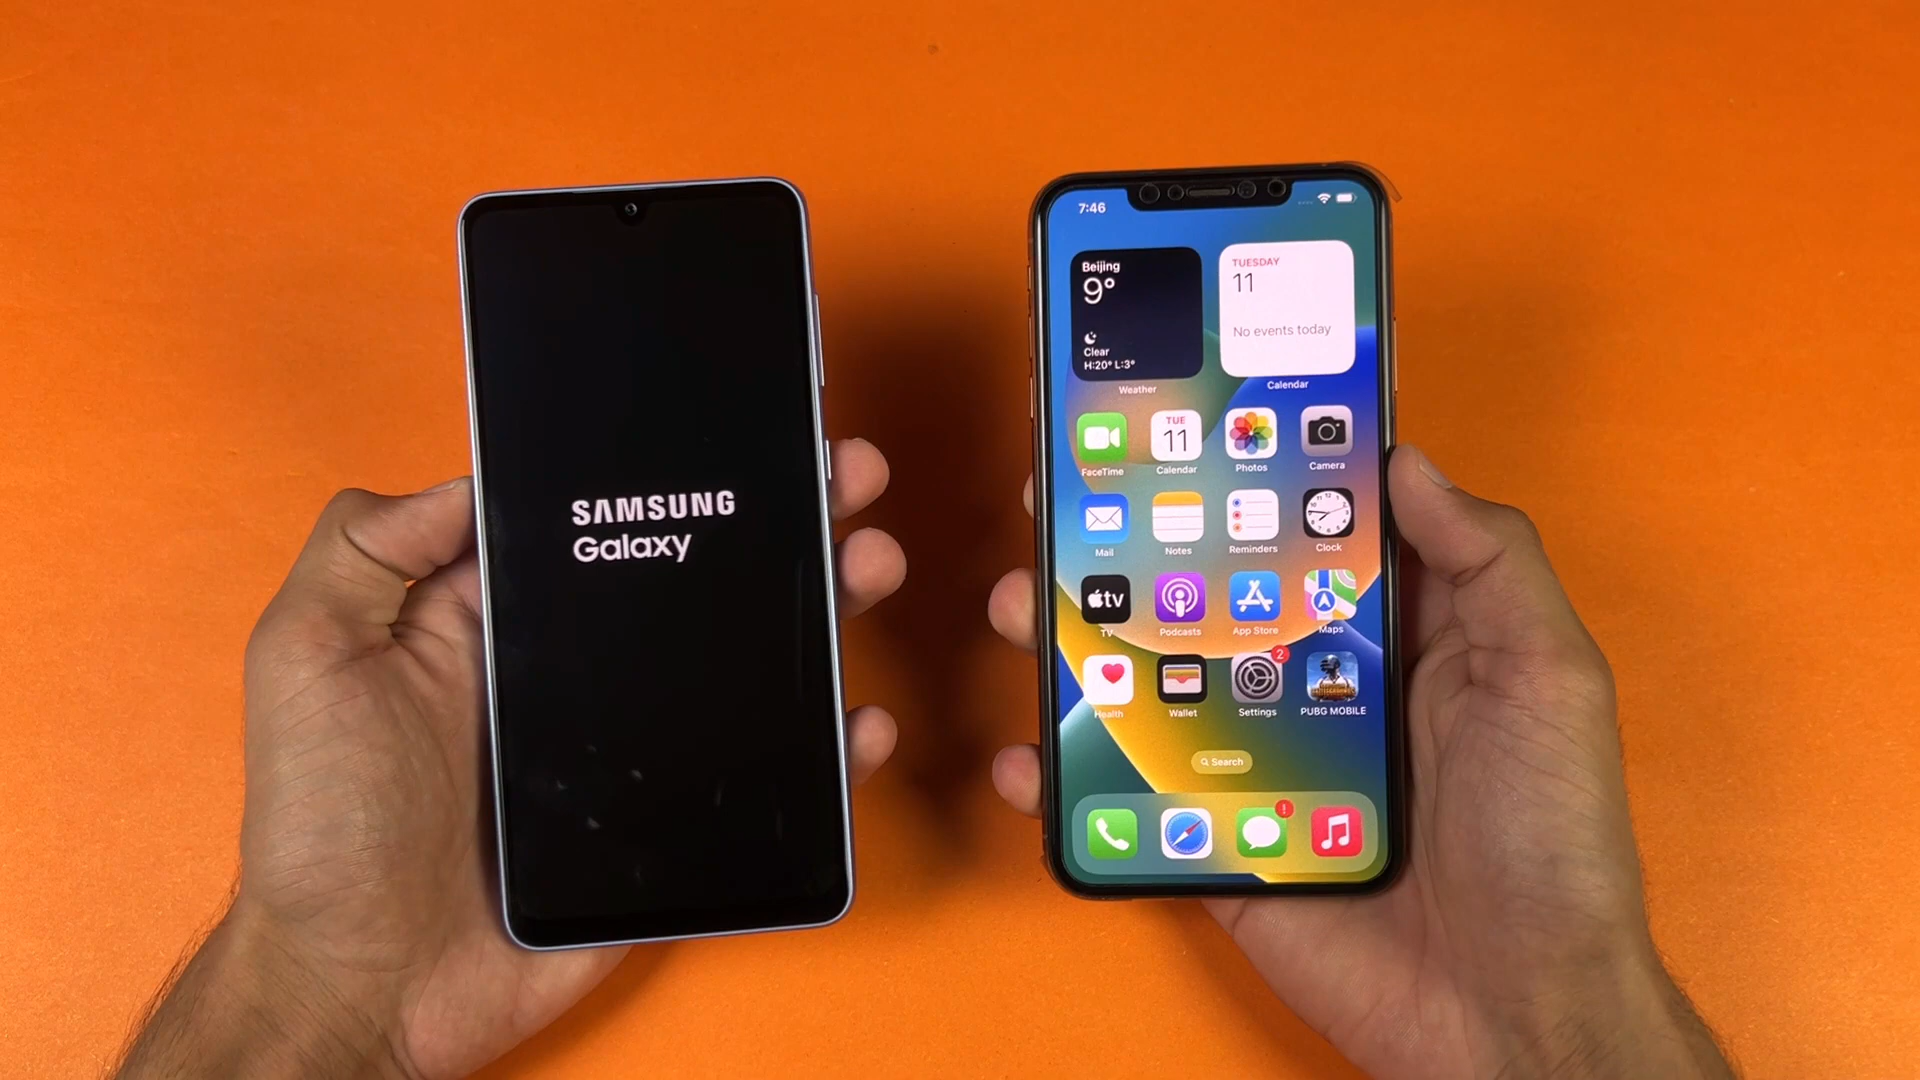 SAMSUNG
Galaxy
7:46
Beijing
9°
Clear
H:20° L:3°
Weather
TUESDAY
11
No events today
Calendar
FaceTime
TUE
11
Calendar
Photos
Camera
Mail
Notes
Reminders
Clock
tv
TV
Podcasts
App Store
Maps
Health
Wallet
2
Settings
PUBG MOBILE
Search
!